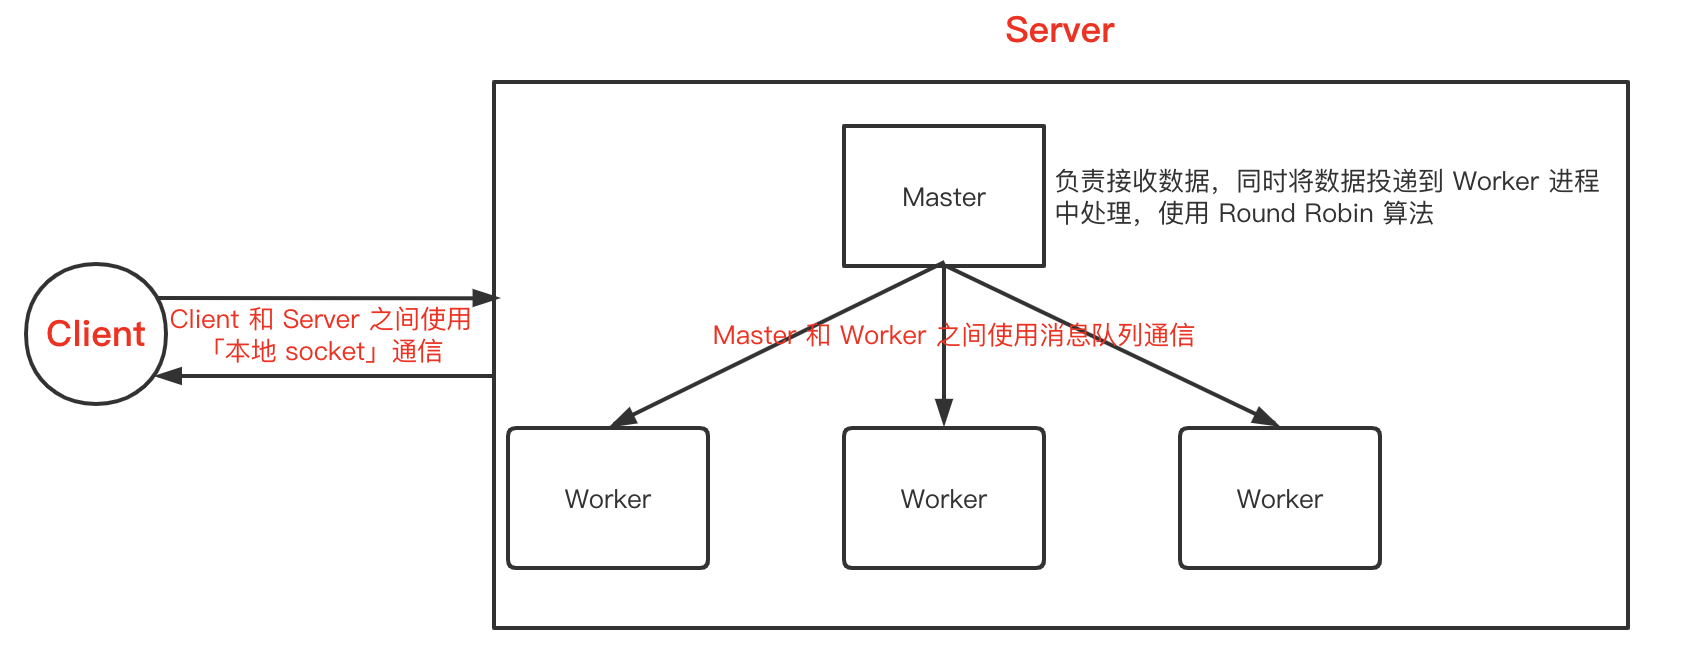 Server
Master
负责接收数据，同时将数据投递到 Worker 进程
中处理，使用 Round Robin 算法
Client
Client 和 Server 之间使用
「本地 socket」通信
Master 和 Worker 之间使用消息队列通信
Worker
Worker
Worker